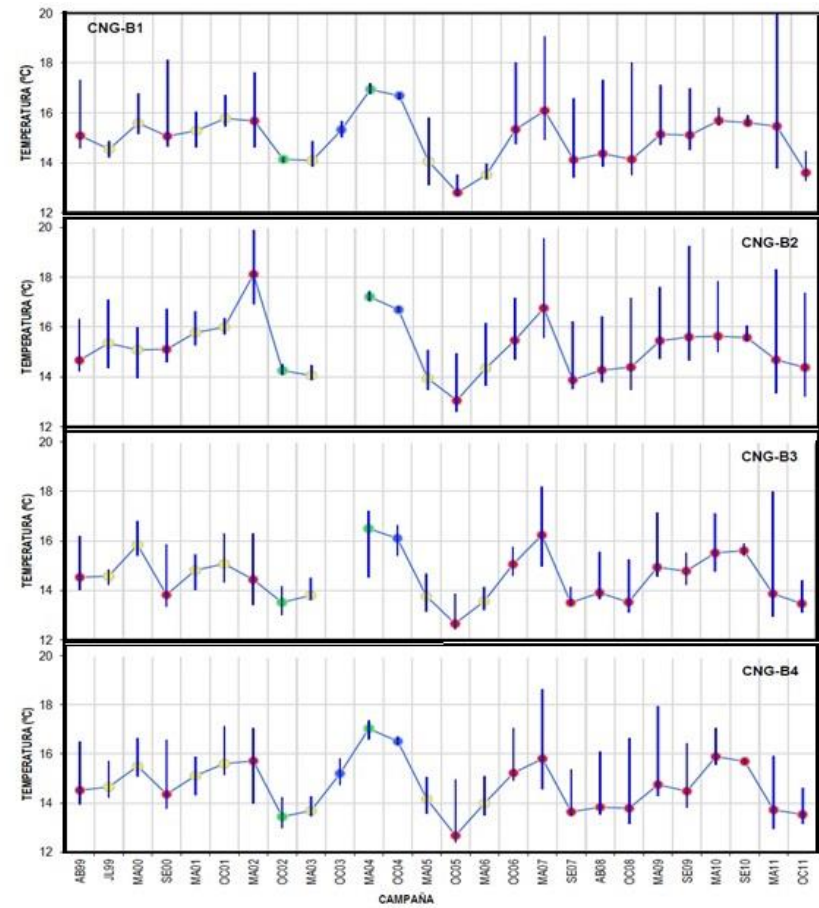 CNG-B1
TEMPERATURA (ºC)
20
18
16
14
12
CNG-B2
TEMPERATURA (ºC)
20
18
16
14
12
CNG-B3
TEMPERATURA (ºC)
20
18
16
14
12
CNG-B4
TEMPERATURA (ºC)
20
18
16
14
12
AB99 JL99 MA00 SE00 MA01 OC01 MA02 OC02 MA03 OC03 MA04 OC04 MA05 OC05 MA06 OC06 MA07 SE07 AB08 OC08 MA09 SE09 MA10 SE10 MA11 OC11
CAMPAÑA